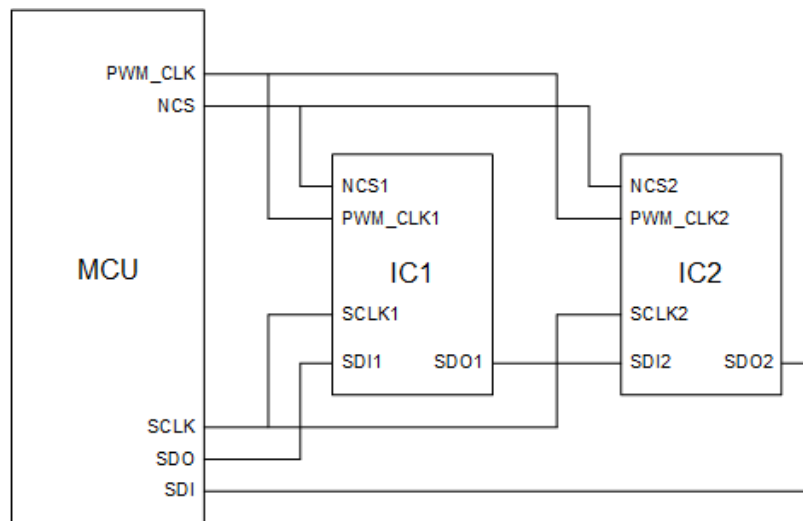 PWM_CLK
NCS
MCU
SCLK
SDO
SDI
NCS1
PWM_CLK1
IC1
SCLK1
SDI1 SDO1
NCS2
PWM_CLK2
IC2
SCLK2
SDI2 SDO2